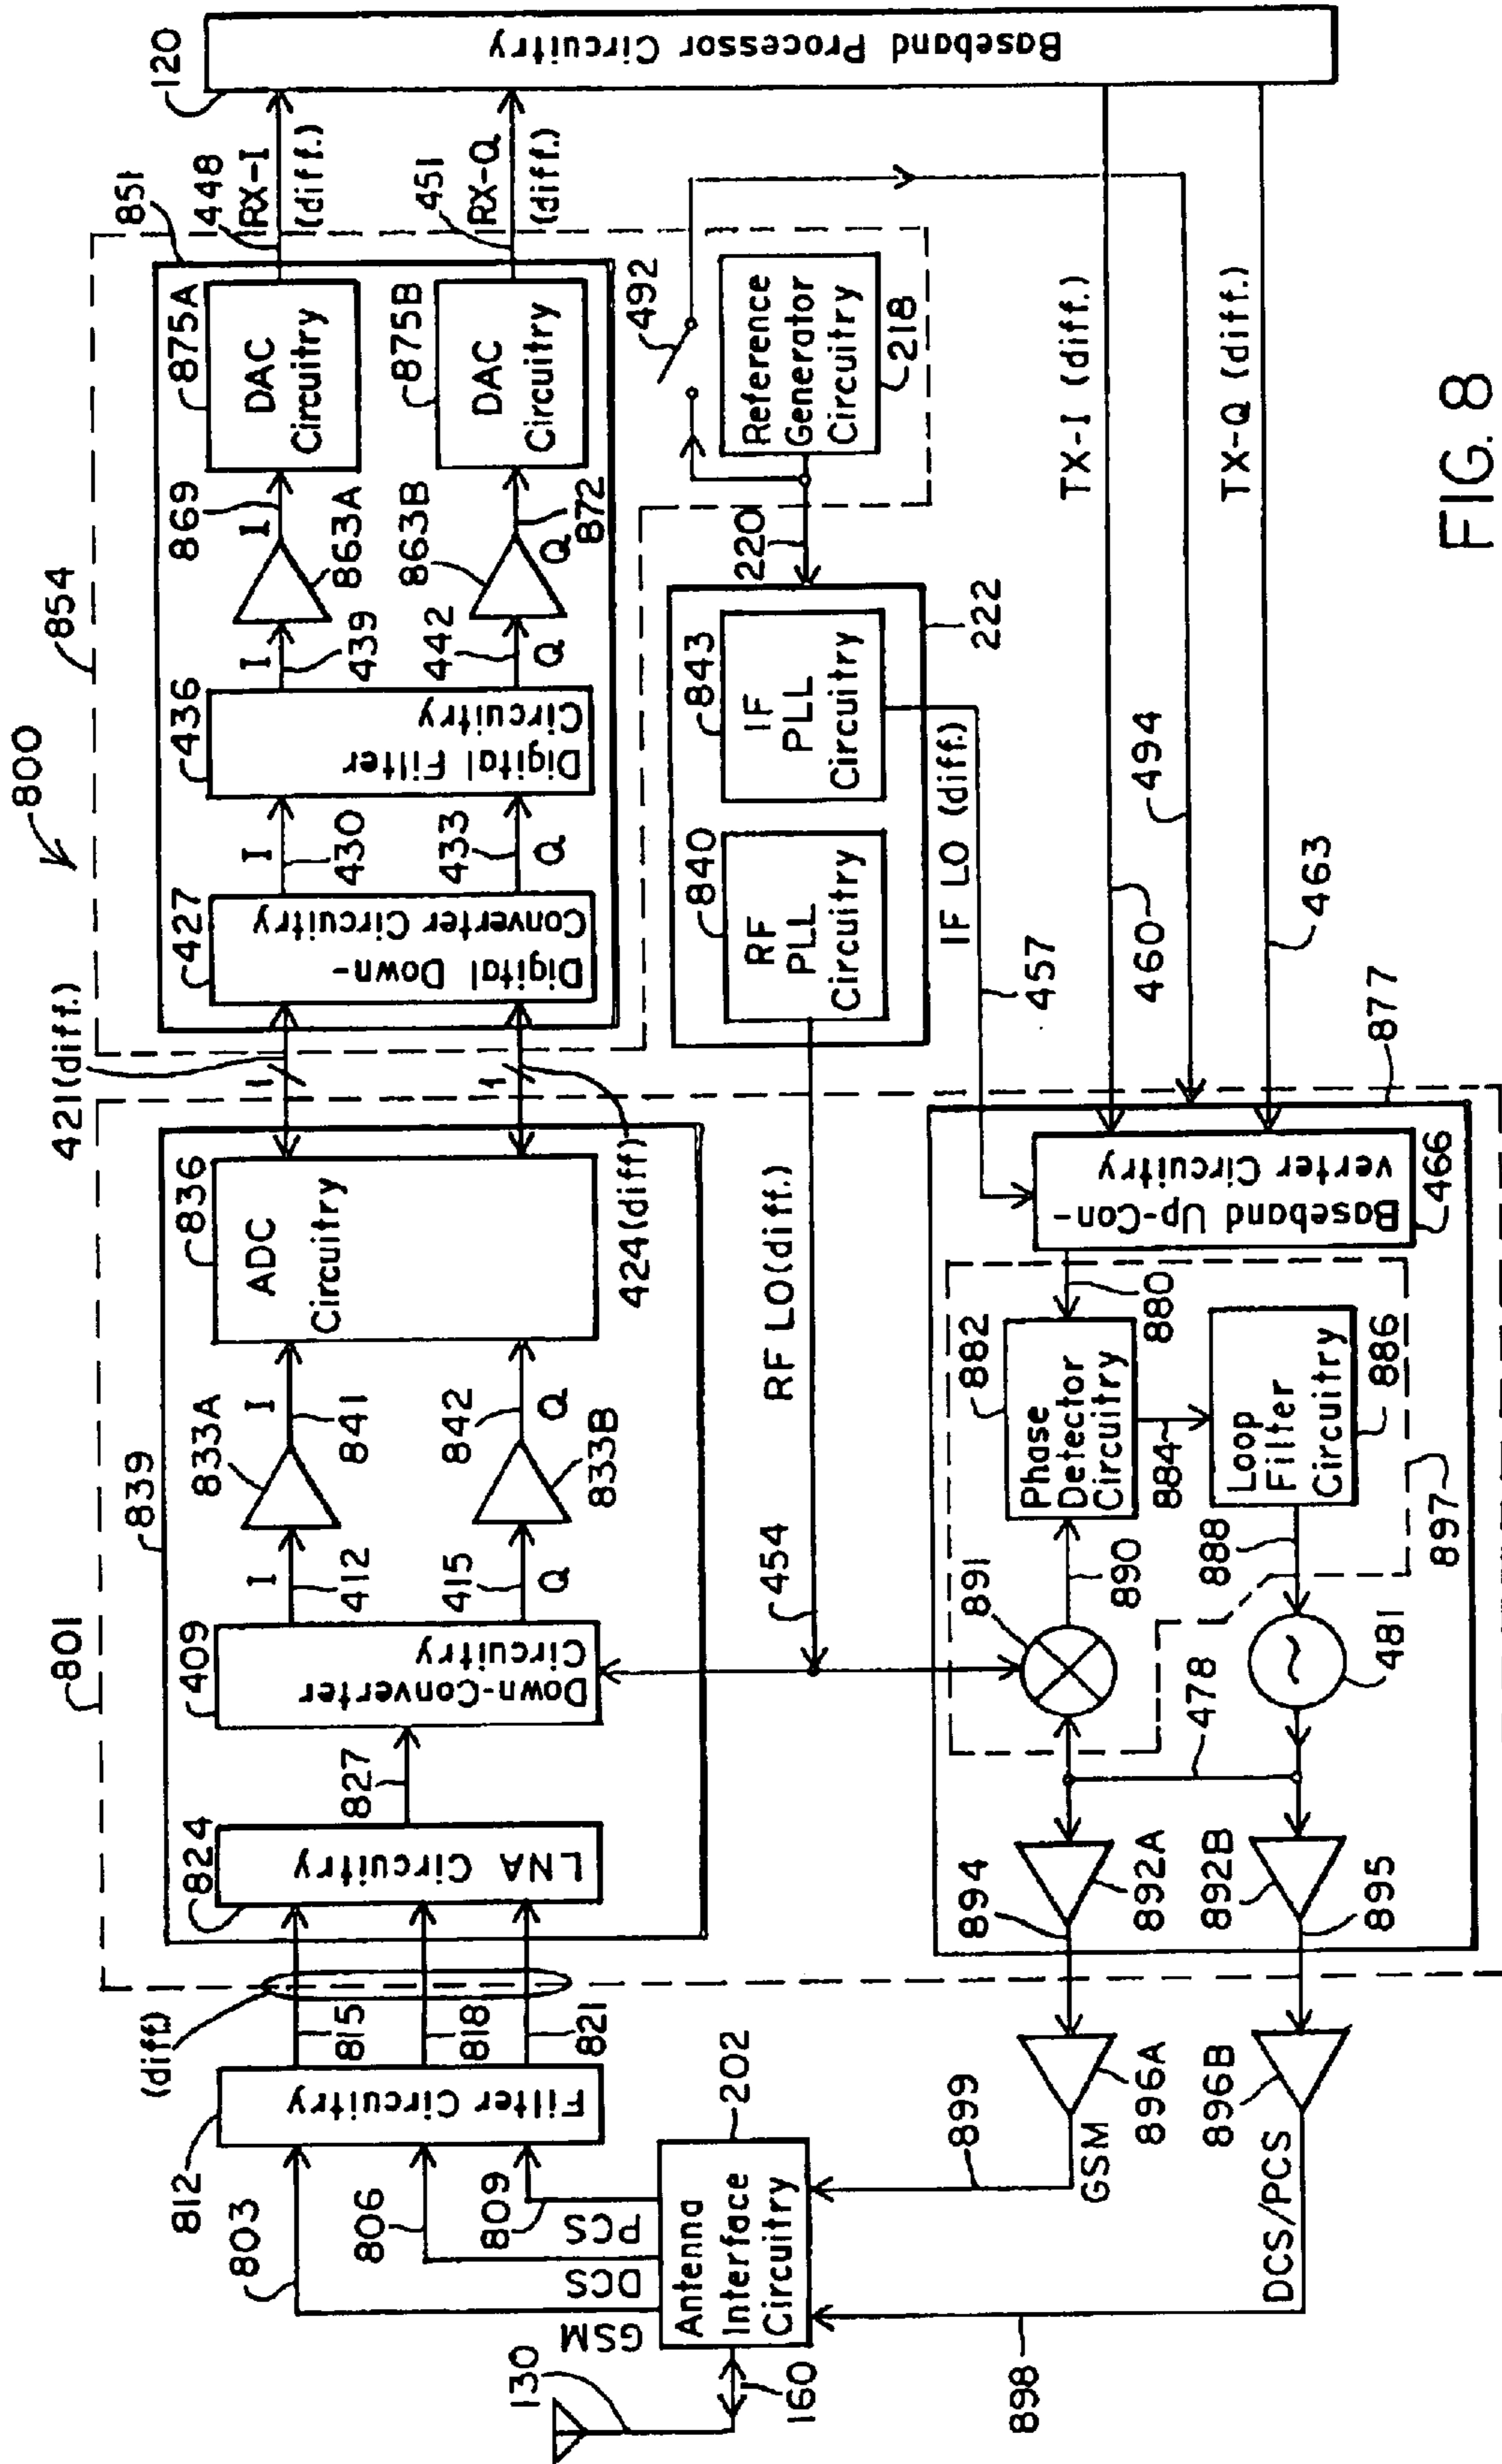 800
801
839
812
803
806
809
GSM
DCS
PCS
Filter Circuitry
(diff.)
815
818
821
824
LNA Circuitry
827
409
Down-Converter
Circuitry
I
412
415
Q
833A
I
841
842
Q
833B
836
ADC
Circuitry
421(diff.)
1
1
424(diff)
854
851
427
Digital Down-
Converter Circuitry
I
430
433
Q
436
Digital Filter
Circuitry
I
439
442
Q
863A
I
869
863B
Q
872
875A
DAC
Circuitry
875B
DAC
Circuitry
448
RX-I
(diff.)
451
RX-Q
(diff.)
120
Baseband Processor Circuitry
130
160
202
Antenna
Interface
Circuitry
454
RF LO(diff.)
840
RF
PLL
Circuitry
843
IF
PLL
Circuitry
222
220
492
Reference
Generator
Circuitry
218
IF LO (diff.)
457
460
494
463
TX-I (diff.)
TX-Q (diff.)
898
899
GSM
DCS/PCS
896A
896B
894
892A
892B
895
478
481
891
890
888
897
882
Phase
Detector
Circuitry
884
880
Loop
Filter
Circuitry
886
Baseband Up-Con-
verter Circuitry
466
877
FIG. 8